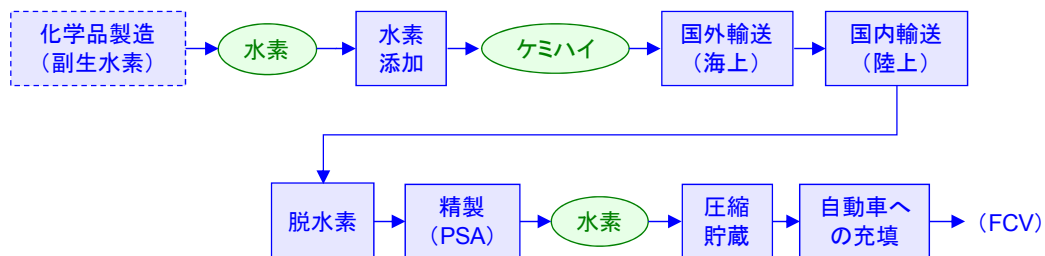 化学品製造
（副生水素）
水素
水素
添加
ケミハイ
国外輸送
（海上）
国内輸送
（陸上）
脱水素
精製
（PSA）
水素
圧縮
貯蔵
自動車へ
の充填
（FCV）